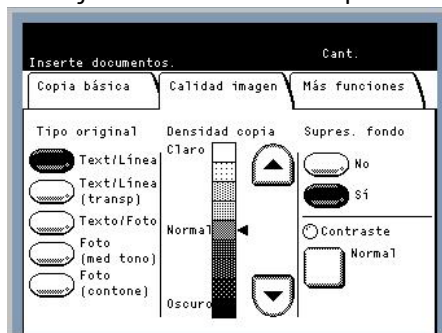 Cant.
Inserte documentos.
Copia básica
Calidad imagen
Más funciones
Tipo original
Text/Línea
Text/Línea
(transp)
Texto/Foto
Foto
(med tono)
Foto
(contone)
Densidad copia
Claro
Normal
Oscuro
Supres. fondo
No
Sí
Contraste
Normal